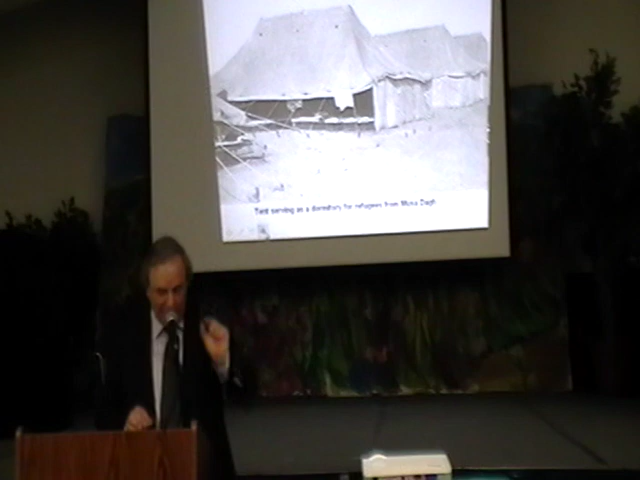 Tent serving as a dormitory for refugees from Musa Dagh